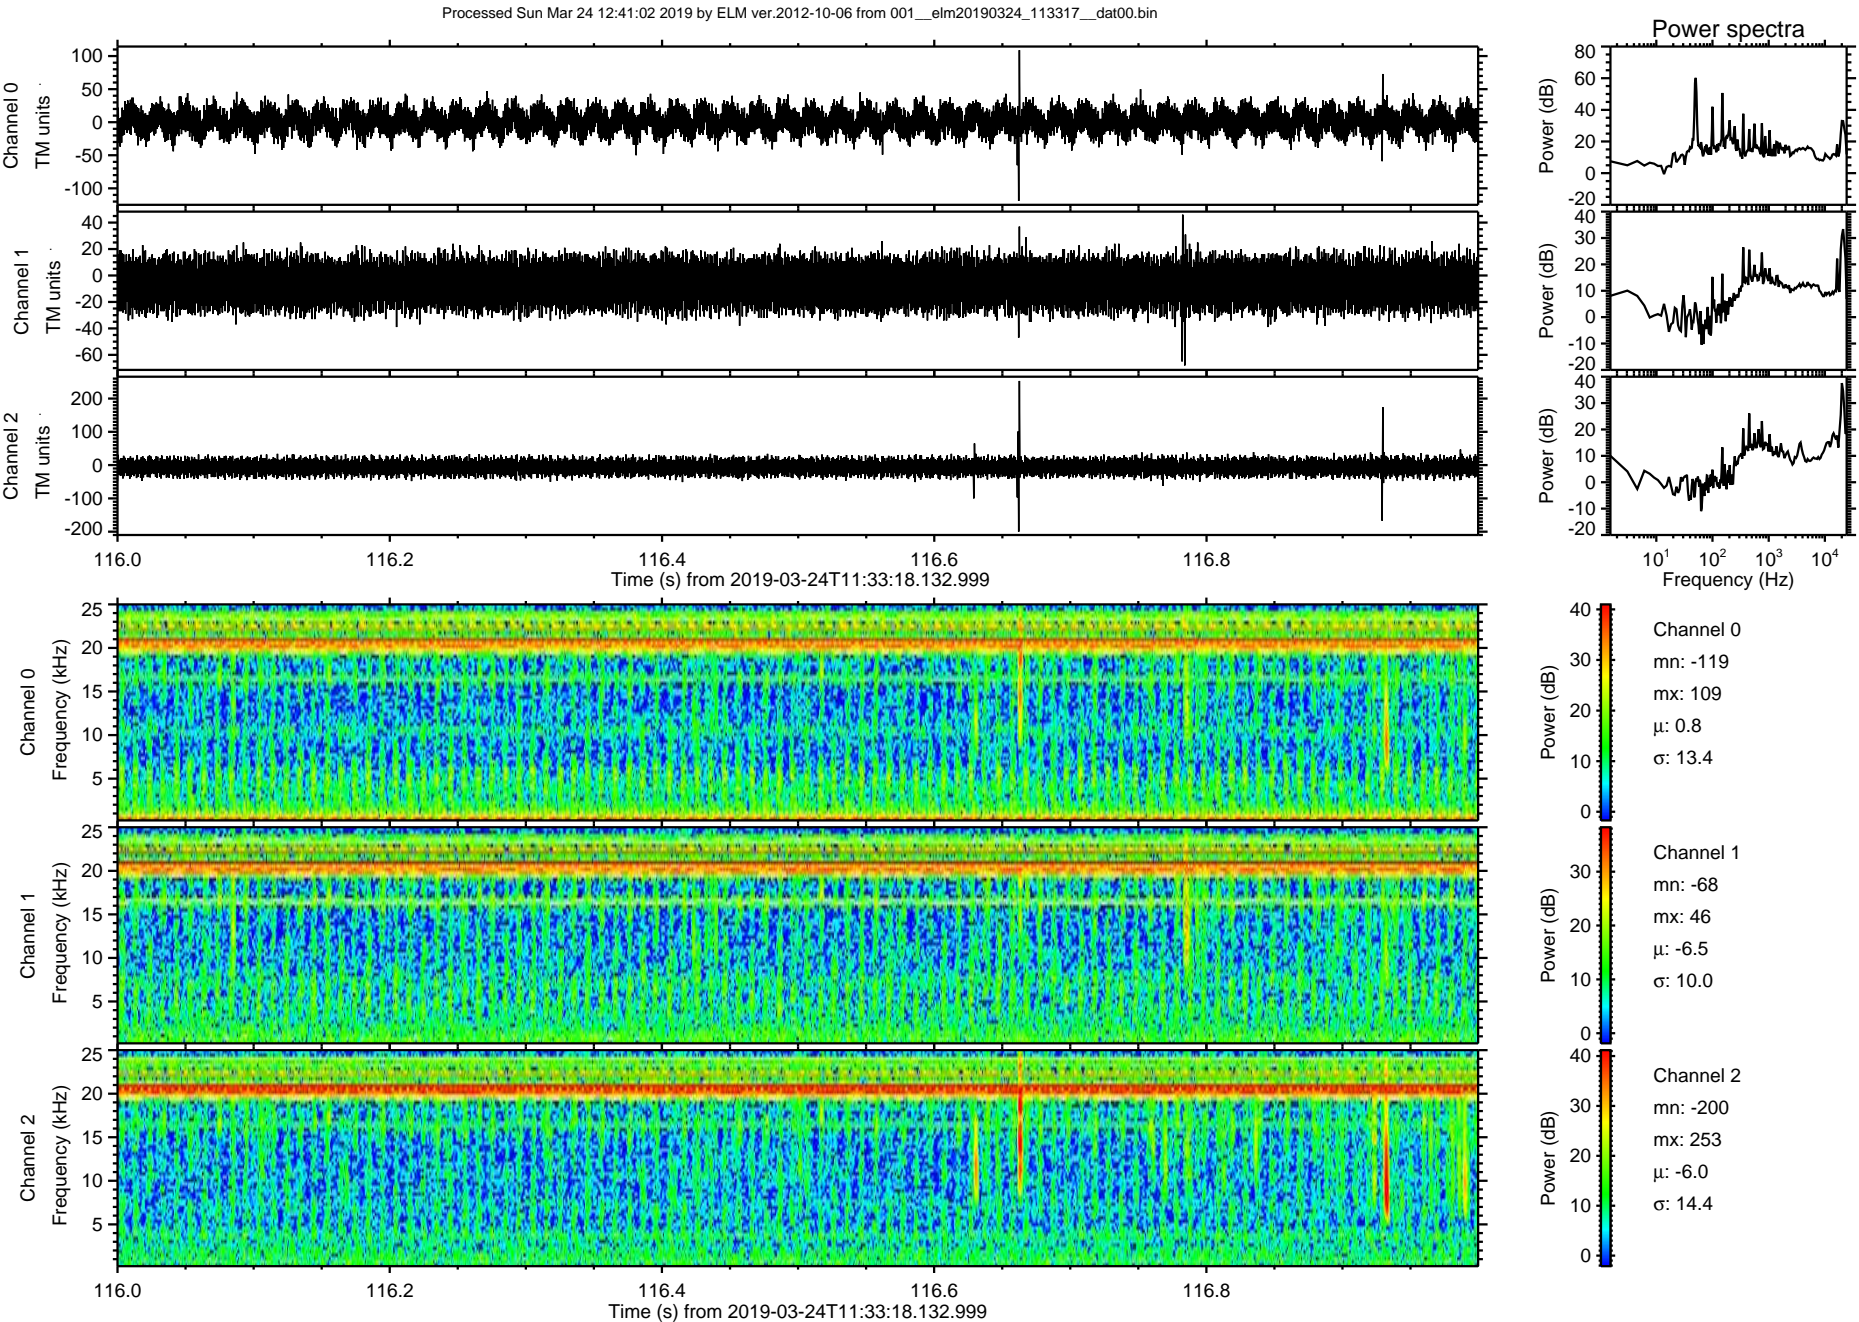 Processed Sun Mar 24 12:41:02 2019 by ELM ver.2012-10-06 from 001__elm20190324_113317__dat00.bin
Power spectra
Channel 0
TM units
100
50
0
-50
-100
Power (dB)
80
60
40
20
0
-20
Channel 1
TM units
40
20
0
-20
-40
-60
Power (dB)
40
30
20
10
0
-10
-20
Channel 2
TM units
200
100
0
-100
-200
Power (dB)
40
30
20
10
0
-10
-20
116.0 116.2 116.4 116.6 116.8
Time (s) from 2019-03-24T11:33:18.132.999
10¹ 10² 10³ 10⁴
Frequency (Hz)
Channel 0
Frequency (kHz)
25
20
15
10
5
Power (dB)
40
30
20
10
0
Channel 0
mn: -119
mx: 109
μ: 0.8
σ: 13.4
Channel 1
Frequency (kHz)
25
20
15
10
5
Power (dB)
30
20
10
0
Channel 1
mn: -68
mx: 46
μ: -6.5
σ: 10.0
Channel 2
Frequency (kHz)
25
20
15
10
5
Power (dB)
40
30
20
10
0
Channel 2
mn: -200
mx: 253
μ: -6.0
σ: 14.4
116.0 116.2 116.4 116.6 116.8
Time (s) from 2019-03-24T11:33:18.132.999